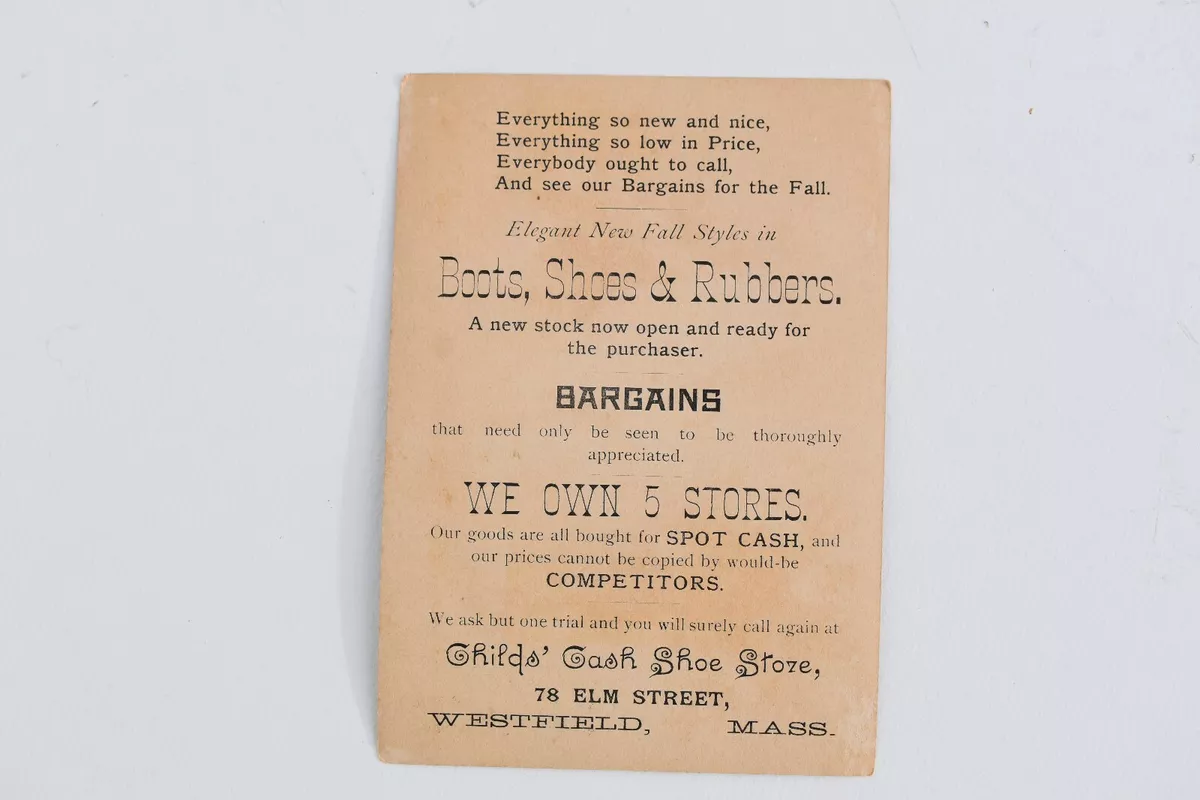 Everything so new and nice,
Everything so low in Price,
Everybody ought to call,
And see our Bargains for the Fall.
Elegant New Fall Styles in
Boots, Shoes & Rubbers.
A new stock now open and ready for
the purchaser.
BARGAINS
that need only be seen to be thoroughly
appreciated.
WE OWN 5 STORES.
Our goods are all bought for SPOT CASH, and
our prices cannot be copied by would-be
COMPETITORS.
We ask but one trial and you will surely call again at
Childs' Cash Shoe Store,
78 ELM STREET,
WESTFIELD, MASS.